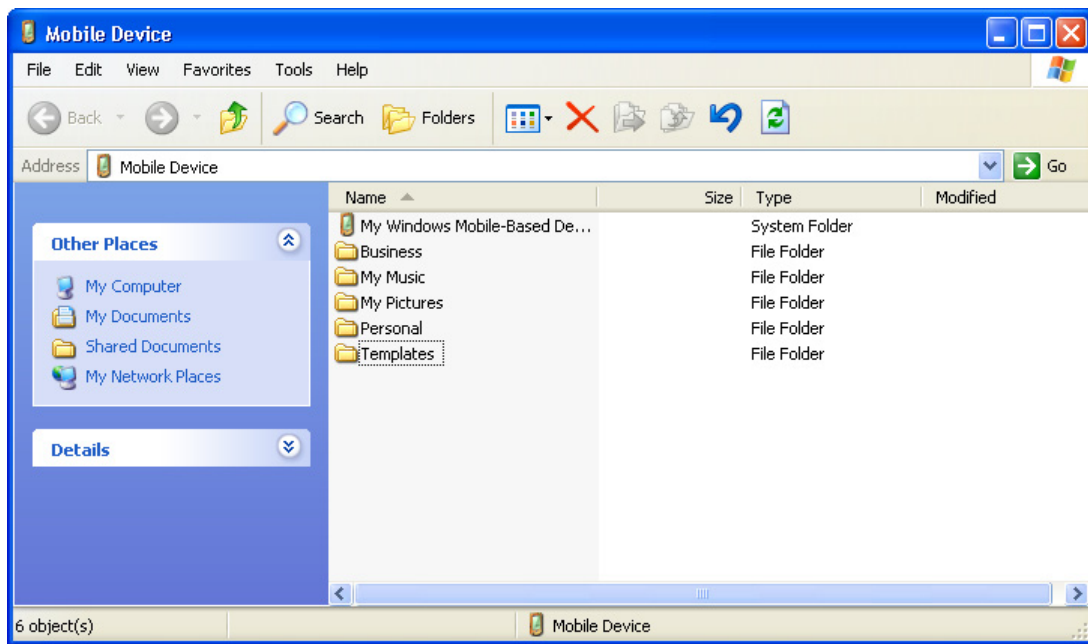 Mobile Device
File Edit View Favorites Tools Help
Back Search Folders
Address Mobile Device Go
Name Size Type Modified
My Windows Mobile-Based De... System Folder
Business File Folder
My Music File Folder
My Pictures File Folder
Personal File Folder
Templates File Folder
Other Places
My Computer
My Documents
Shared Documents
My Network Places
Details
6 object(s) Mobile Device